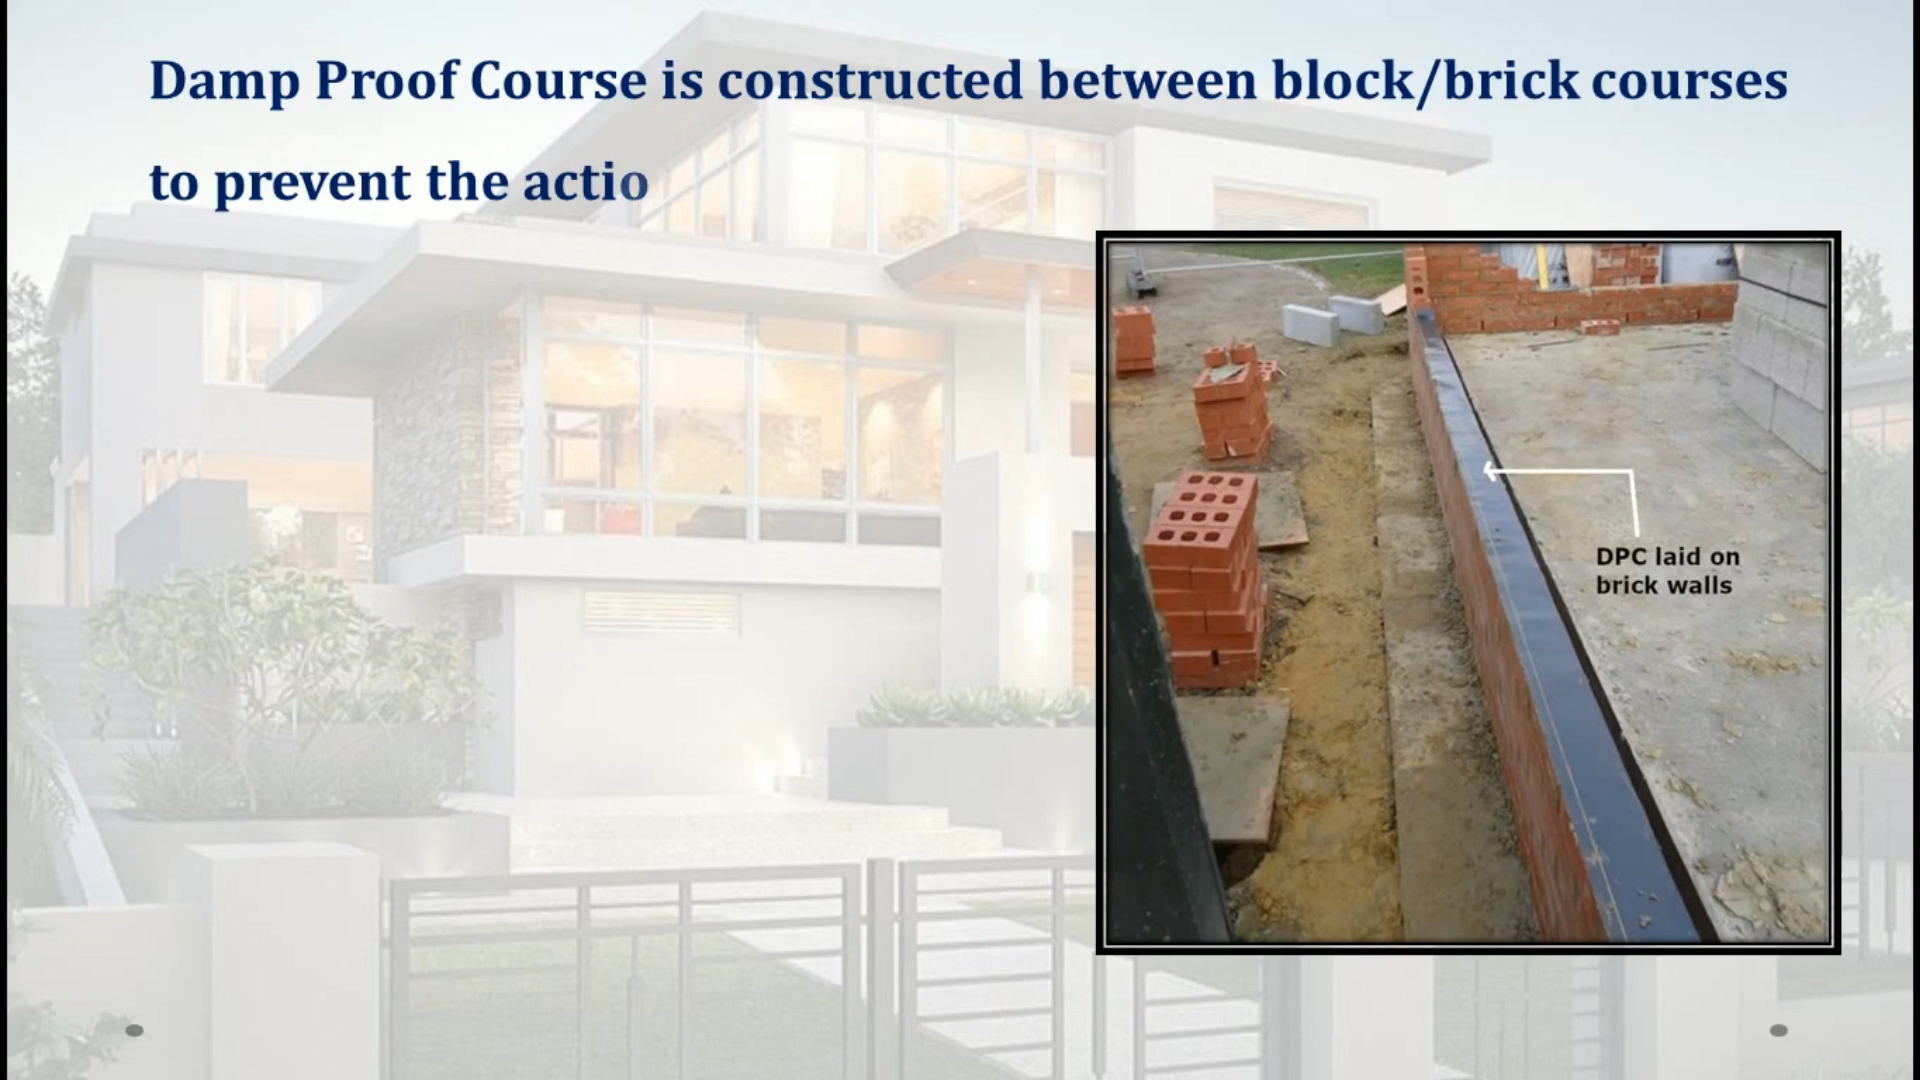 Damp Proof Course is constructed between block/brick courses
to prevent the actio
DPC laid on
brick walls